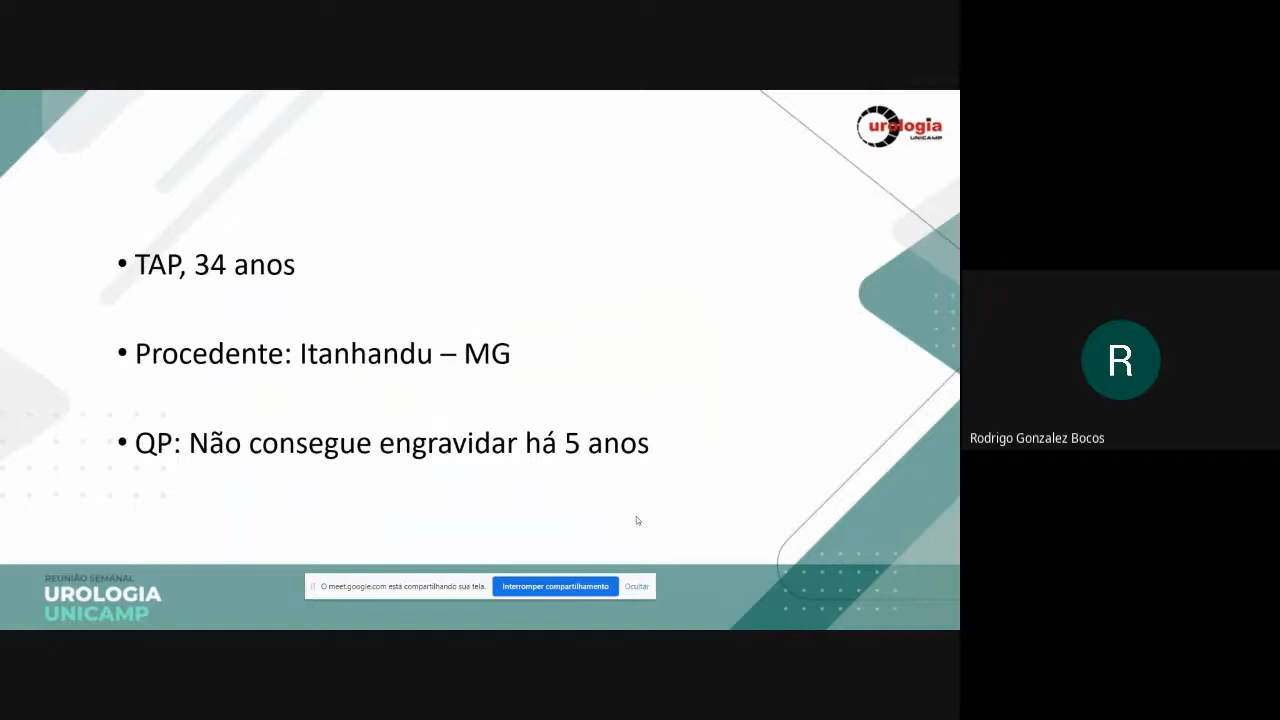 urologia
UNICAMP
• TAP, 34 anos
• Procedente: Itanhandu – MG
• QP: Não consegue engravidar há 5 anos
REUNIÃO SEMANAL
UROLOGIA
UNICAMP
O meet.google.com está compartilhando sua tela. Interromper compartilhamento Ocultar
R
Rodrigo Gonzalez Bocos